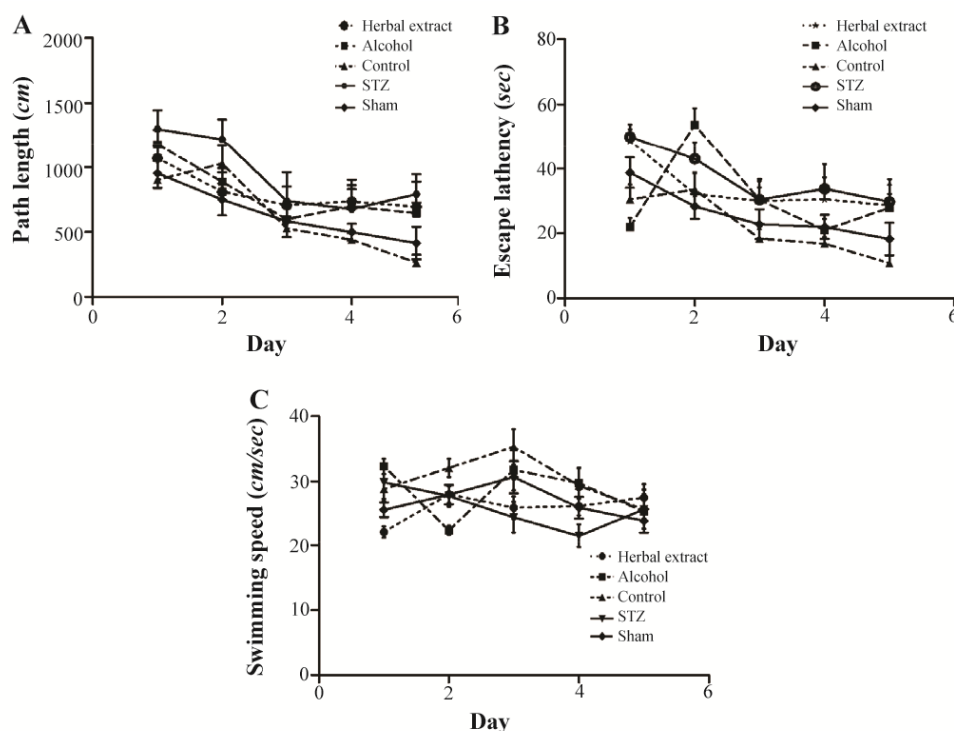 A
Path length (cm)
2000
1500
1000
500
0
0
2
4
6
Day
Herbal extract
Alcohol
Control
STZ
Sham
B
Escape lathency (sec)
80
60
40
20
0
0
2
4
6
Day
Herbal extract
Alcohol
Control
STZ
Sham
C
Swimming speed (cm/sec)
40
30
20
10
0
0
2
4
6
Day
Herbal extract
Alcohol
Control
STZ
Sham